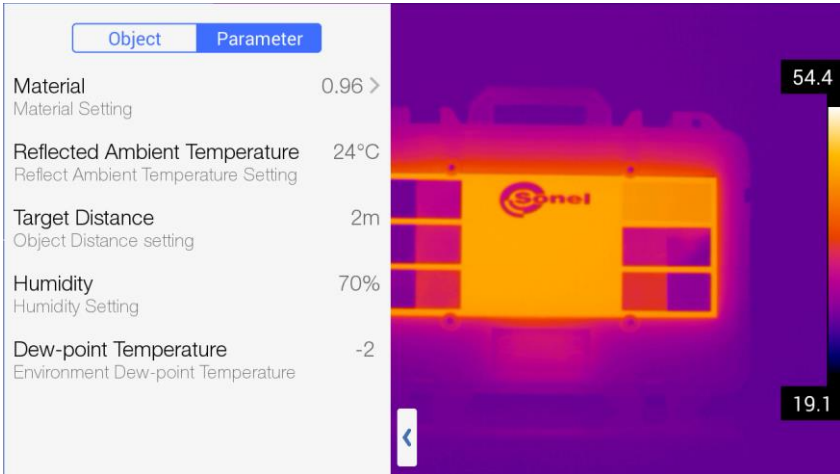 Object Parameter
Material 0.96 >
Material Setting
Reflected Ambient Temperature 24°C
Reflect Ambient Temperature Setting
Target Distance 2m
Object Distance setting
Humidity 70%
Humidity Setting
Dew-point Temperature -2
Environment Dew-point Temperature
54.4
Sonel
19.1